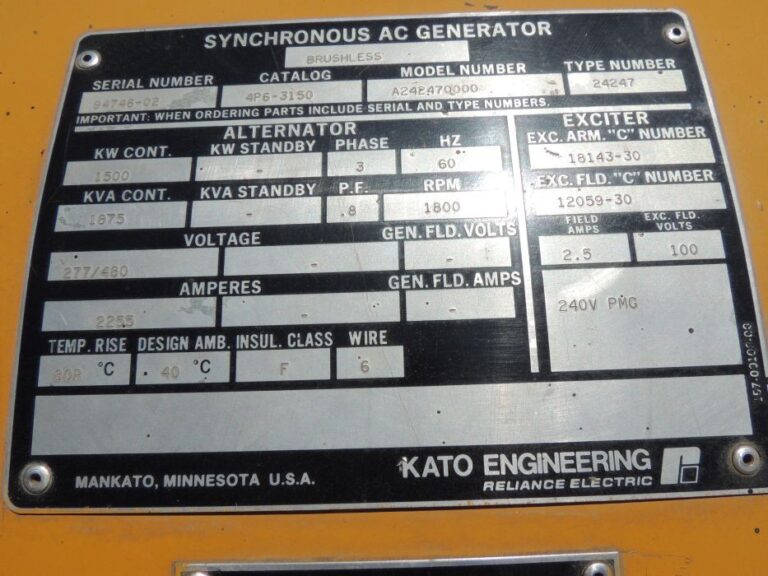 SYNCHRONOUS AC GENERATOR
BRUSHLESS
SERIAL NUMBER CATALOG MODEL NUMBER TYPE NUMBER
94746-02 4P6-3150 A242470000 24247
IMPORTANT: WHEN ORDERING PARTS INCLUDE SERIAL AND TYPE NUMBERS.
ALTERNATOR EXCITER
KW CONT. KW STANDBY PHASE HZ EXC. ARM. "C" NUMBER
1500 - 3 60 18143-30
KVA CONT. KVA STANDBY P.F. RPM EXC. FLD. "C" NUMBER
1875 - .8 1800 12059-30
VOLTAGE GEN. FLD. VOLTS FIELD AMPS EXC. FLD. VOLTS
277/480 - - 2.5 100
AMPERES GEN. FLD. AMPS
2255 - - 240V PMG
TEMP. RISE DESIGN AMB. INSUL. CLASS WIRE
80R °C 40 °C F 6
MANKATO, MINNESOTA U.S.A.
KATO ENGINEERING
RELIANCE ELECTRIC